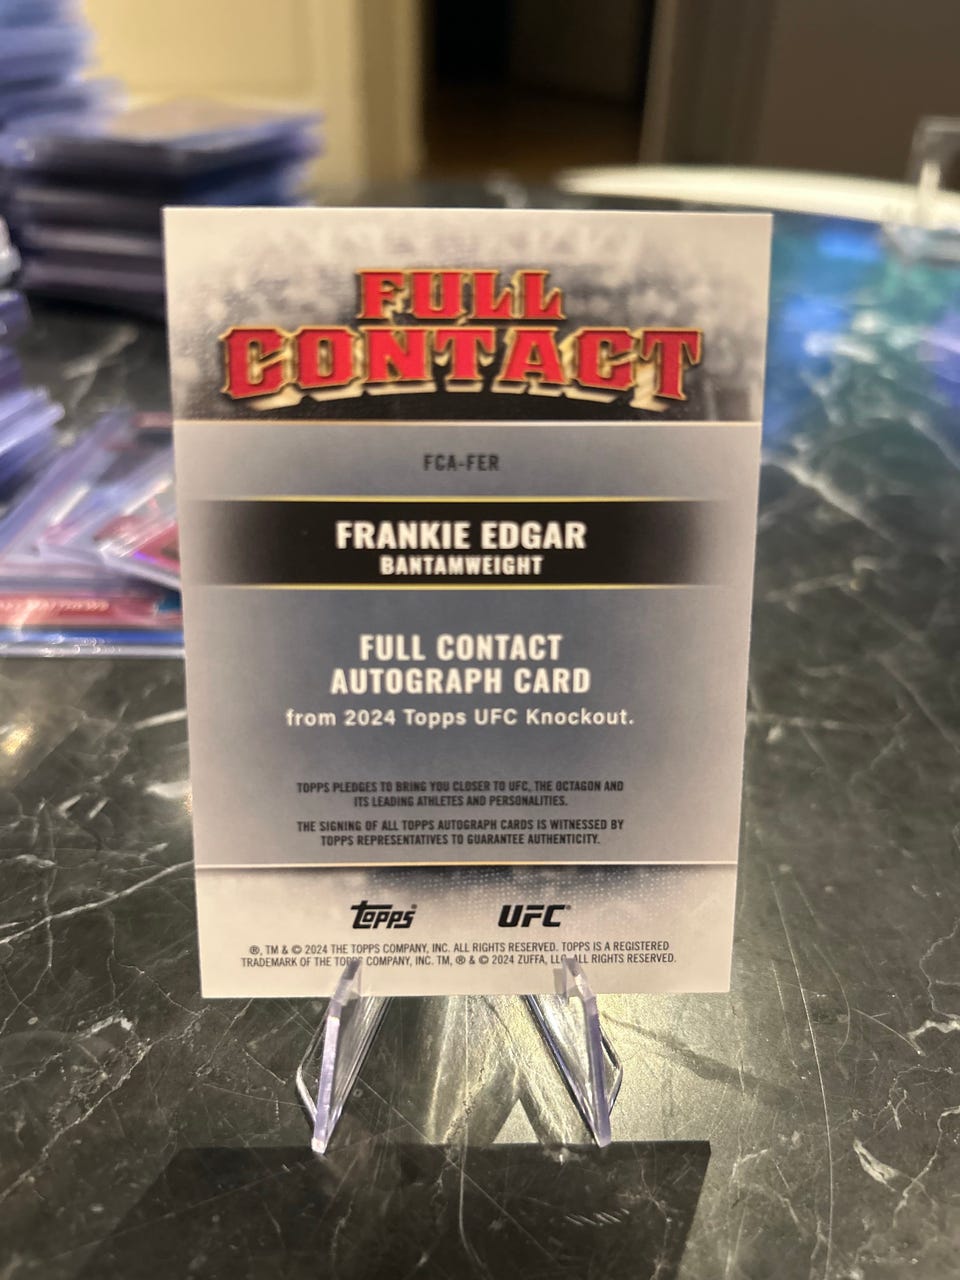 FULL
CONTACT
FCA-FER
FRANKIE EDGAR
BANTAMWEIGHT
FULL CONTACT
AUTOGRAPH CARD
from 2024 Topps UFC Knockout.
TOPPS PLEDGES TO BRING YOU CLOSER TO UFC, THE OCTAGON AND
ITS LEADING ATHLETES AND PERSONALITIES.
THE SIGNING OF ALL TOPPS AUTOGRAPH CARDS IS WITNESSED BY
TOPPS REPRESENTATIVES TO GUARANTEE AUTHENTICITY.
Topps® UFC®
®, TM & © 2024 THE TOPPS COMPANY, INC. ALL RIGHTS RESERVED. TOPPS IS A REGISTERED
TRADEMARK OF THE TOPPS COMPANY, INC. TM, ® & © 2024 ZUFFA, LLC. ALL RIGHTS RESERVED.